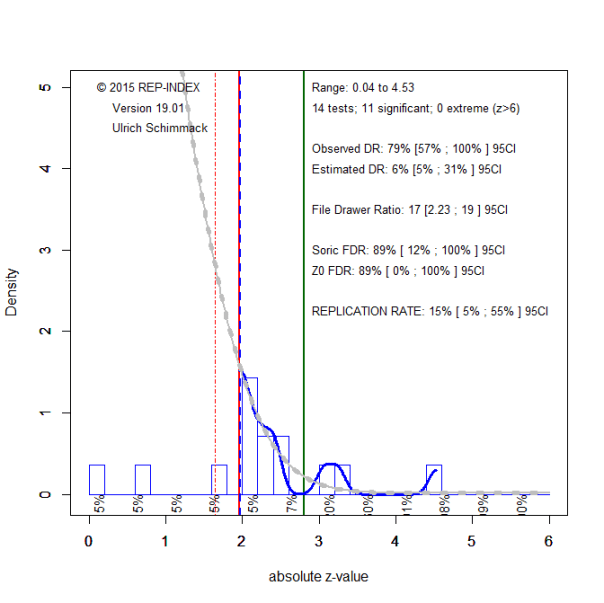 © 2015 REP-INDEX
Version 19.01
Ulrich Schimmack
Range: 0.04 to 4.53
14 tests; 11 significant; 0 extreme (z>6)
Observed DR: 79% [57% ; 100% ] 95CI
Estimated DR: 6% [5% ; 31% ] 95CI
File Drawer Ratio: 17 [2.23 ; 19 ] 95CI
Soric FDR: 89% [ 12% ; 100% ] 95CI
Z0 FDR: 89% [ 0% ; 100% ] 95CI
REPLICATION RATE: 15% [ 5% ; 55% ] 95CI
Density
5
4
3
2
1
0
5% 5% 5%
0 1 2 3 4 5 6
absolute z-value